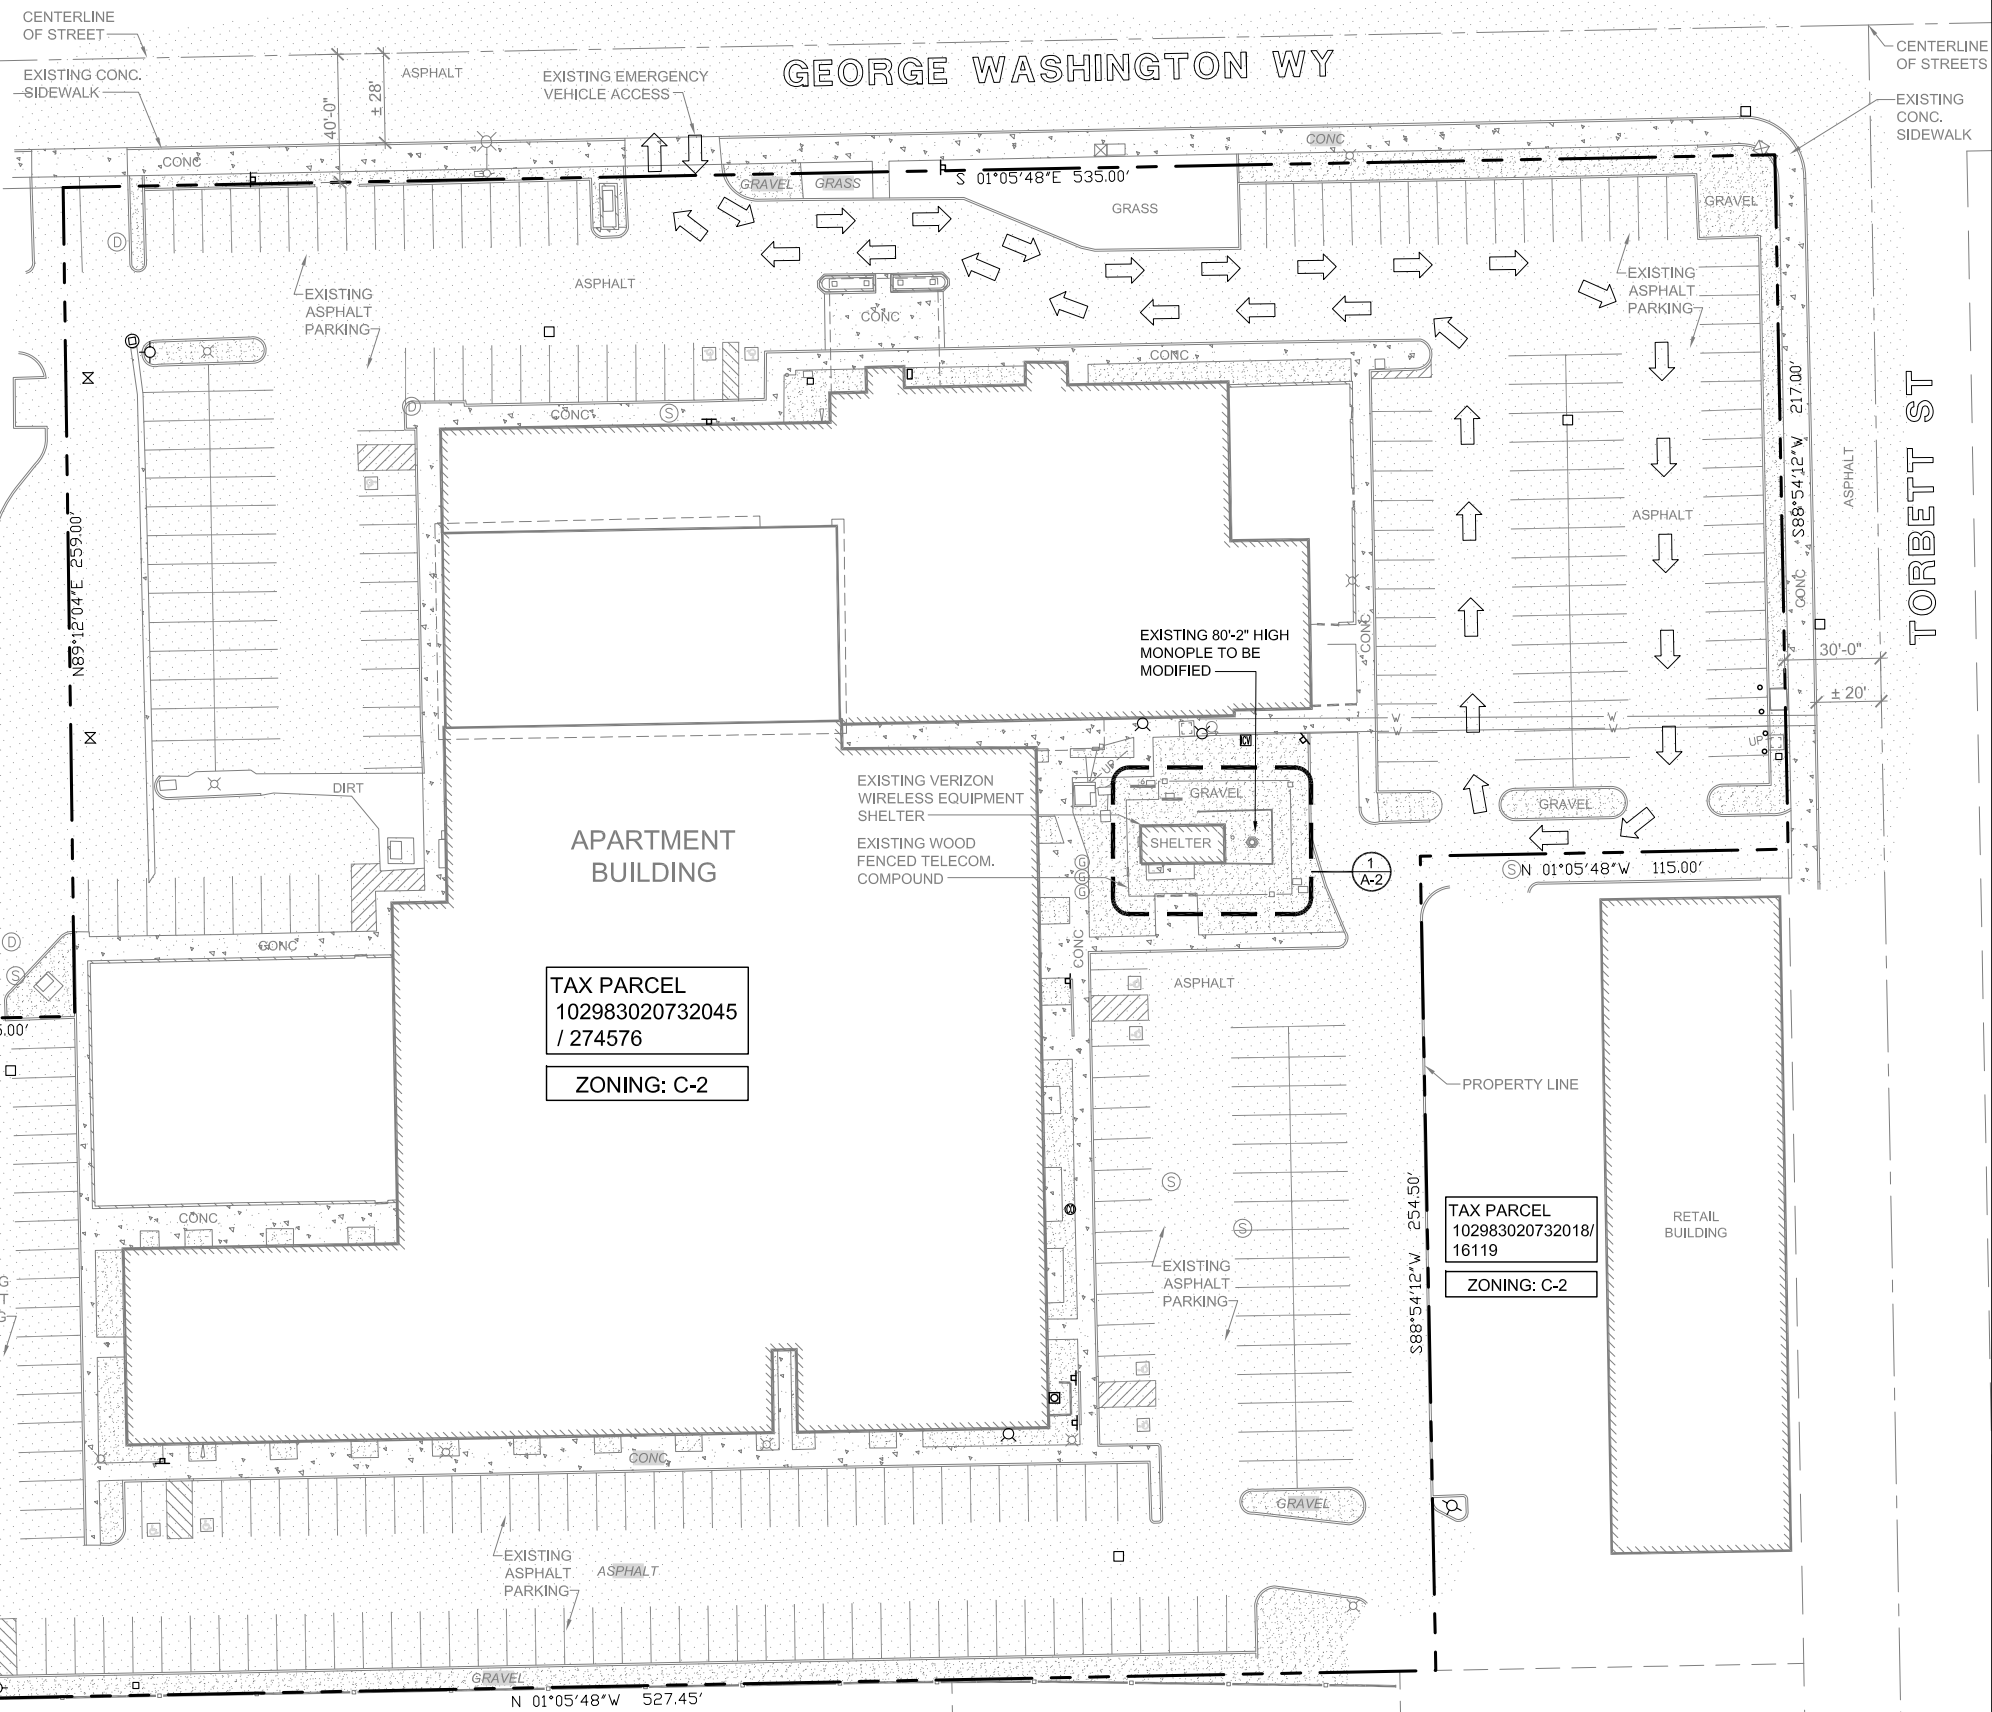 CENTERLINE
OF STREET
EXISTING CONC.
SIDEWALK
40'-0"
± 28'
ASPHALT
EXISTING EMERGENCY
VEHICLE ACCESS
GEORGE WASHINGTON WY
CENTERLINE
OF STREETS
EXISTING
CONC.
SIDEWALK
CONC
CONC
S 01°05'48"E 535.00'
GRAVEL
GRASS
GRASS
GRAVEL
D
EXISTING
ASPHALT
PARKING
ASPHALT
CONC
EXISTING
ASPHALT
PARKING
CONC
CONC
D
S
S88°54'12"W 217.00'
TORBETT ST
ASPHALT
ASPHALT
CONC
N89°12'04"E 259.00'
EXISTING 80'-2" HIGH
MONOPLE TO BE
MODIFIED
CONC
30'-0"
± 20'
W
W
W
W
UP
UP
DIRT
EXISTING VERIZON
WIRELESS EQUIPMENT
SHELTER
GRAVEL
GRAVEL
APARTMENT
BUILDING
EXISTING WOOD
FENCED TELECOM.
COMPOUND
SHELTER
G
G
G
1
A-2
S
N 01°05'48"W 115.00'
CONC
CONC
D
S
5.00'
TAX PARCEL
102983020732045
/ 274576
ZONING: C-2
ASPHALT
PROPERTY LINE
S
S
CONC
S88°54'12"W 254.50'
TAX PARCEL
102983020732018/
16119
ZONING: C-2
RETAIL
BUILDING
EXISTING
ASPHALT
PARKING
G
T
G
CONC
GRAVEL
EXISTING
ASPHALT
PARKING
ASPHALT
GRAVEL
N 01°05'48"W 527.45'